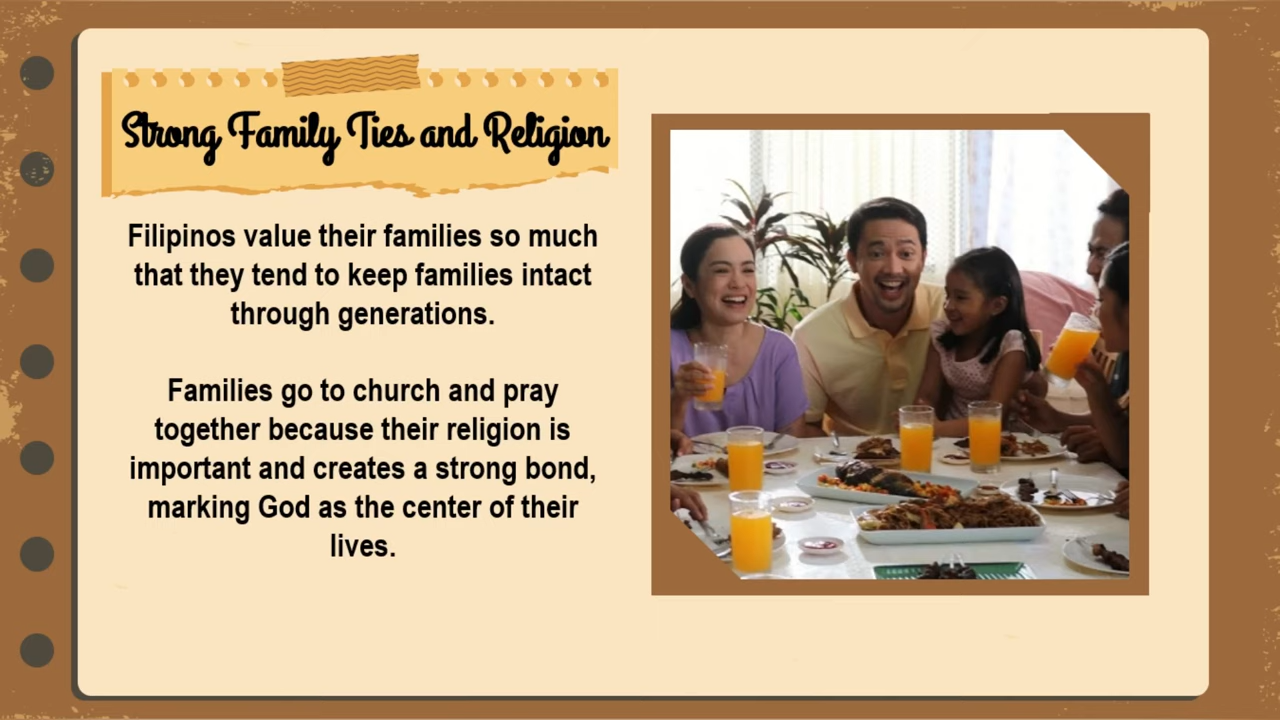 Strong Family Ties and Religion
Filipinos value their families so much
that they tend to keep families intact
through generations.
Families go to church and pray
together because their religion is
important and creates a strong bond,
marking God as the center of their
lives.